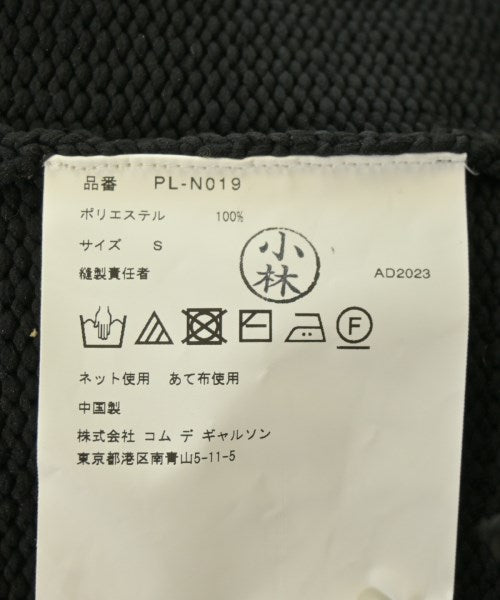 品番 PL-N019
ポリエステル 100%
サイズ S
小林
縫製責任者 AD2023
F
ネット使用 あて布使用
中国製
株式会社 コム デ ギャルソン
東京都港区南青山5-11-5